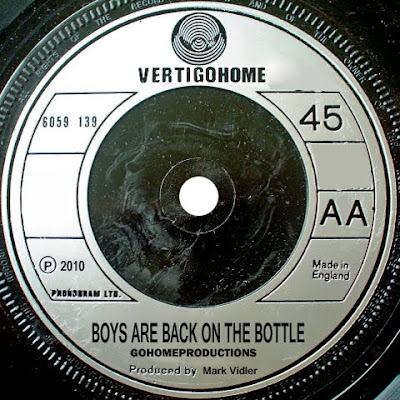 VERTIGOHOME
6059 139
45
AA
℗ 2010
Made in
England
PHONOGRAM LTD.
BOYS ARE BACK ON THE BOTTLE
GOHOMEPRODUCTIONS
Produced by Mark Vidler